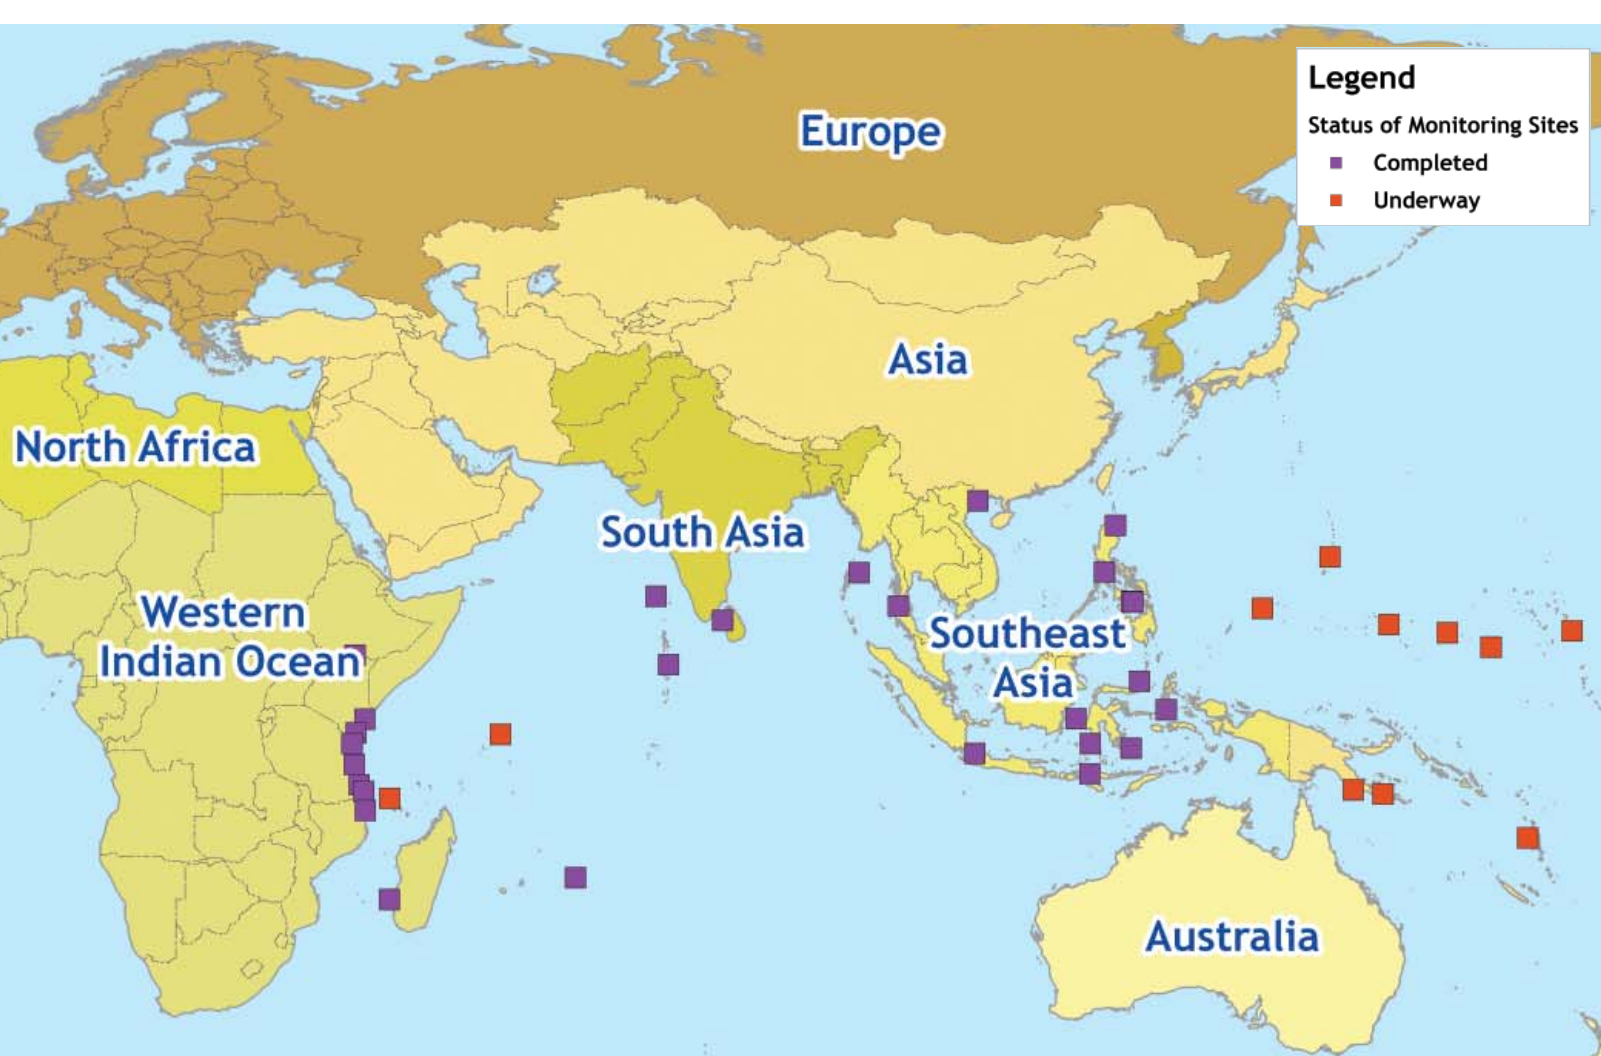 Legend
Status of Monitoring Sites
Completed
Underway
Europe
Asia
North Africa
South Asia
Western
Indian Ocean
Southeast
Asia
Australia